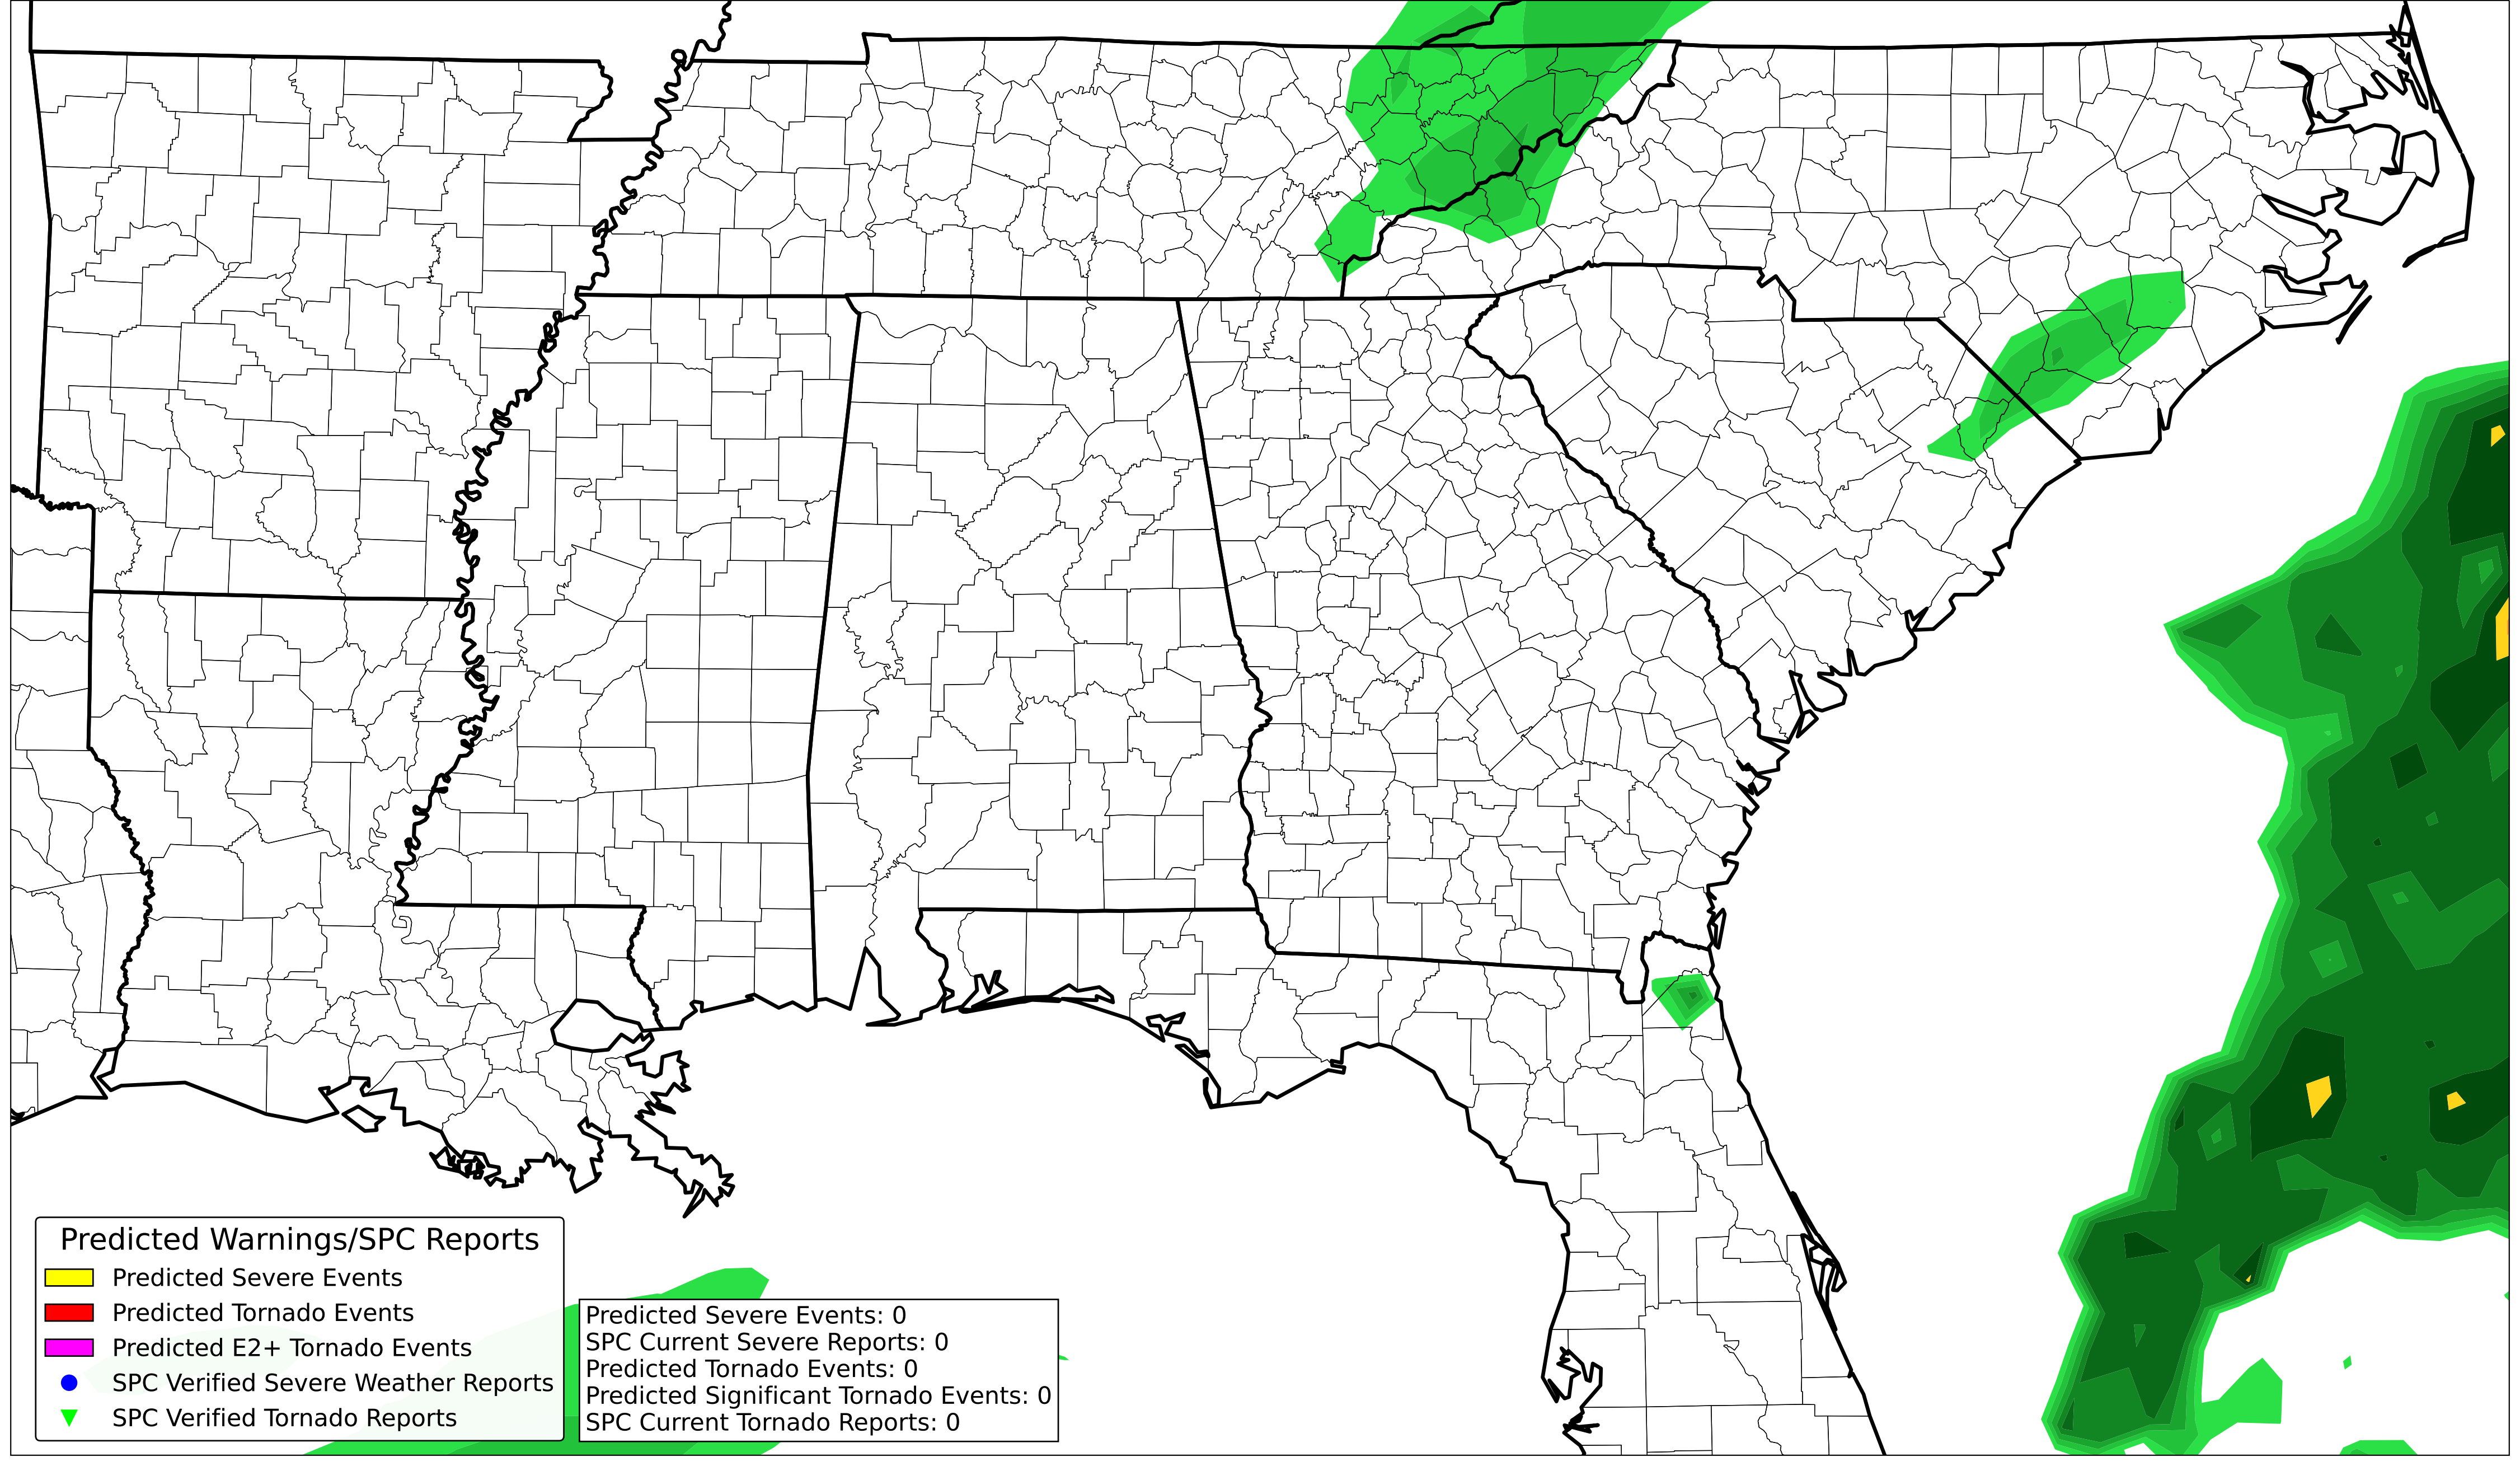 Predicted Warnings/SPC Reports
Predicted Severe Events
Predicted Tornado Events
Predicted E2+ Tornado Events
SPC Verified Severe Weather Reports
SPC Verified Tornado Reports
Predicted Severe Events: 0
SPC Current Severe Reports: 0
Predicted Tornado Events: 0
Predicted Significant Tornado Events: 0
SPC Current Tornado Reports: 0